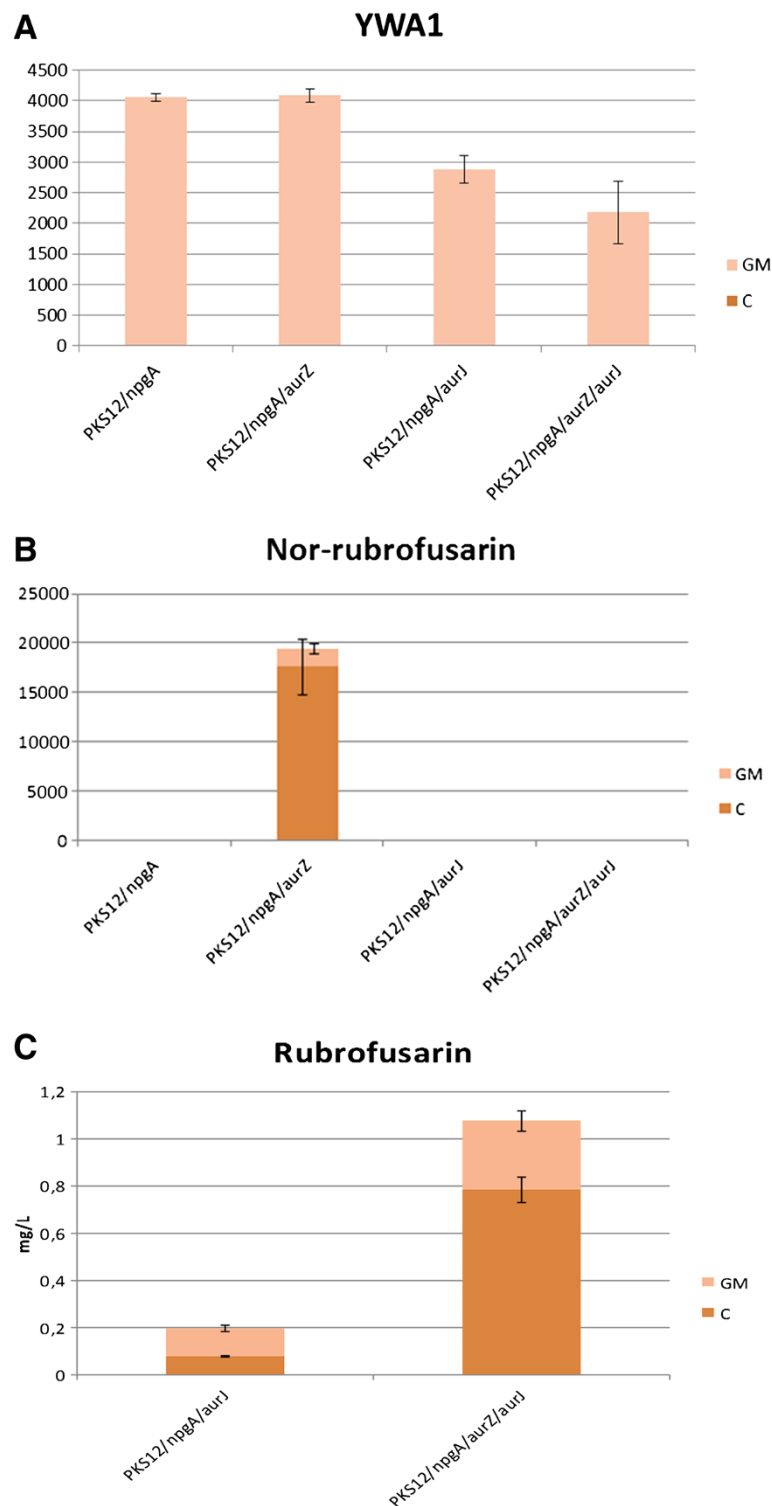 A
YWA1
4500
4000
3500
3000
2500
2000
1500
1000
500
0
GM
C
PKS12/npgA
PKS12/npgA/aurZ
PKS12/npgA/aurJ
PKS12/npgA/aurZ/aurJ
B
Nor-rubrofusarin
25000
20000
15000
10000
5000
0
GM
C
PKS12/npgA
PKS12/npgA/aurZ
PKS12/npgA/aurJ
PKS12/npgA/aurZ/aurJ
C
Rubrofusarin
1,2
1
0,8
0,6
0,4
0,2
0
mg/L
GM
C
PKS12/npgA/aurJ
PKS12/npgA/aurZ/aurJ